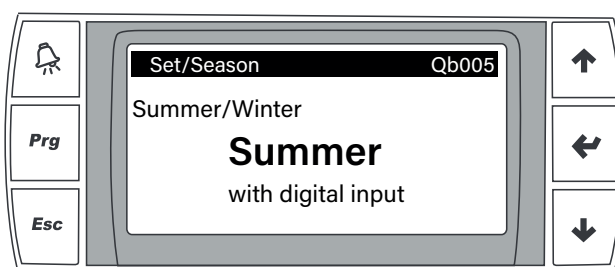 Set/Season Qb005
Summer/Winter
Prg
Summer
with digital input
Esc